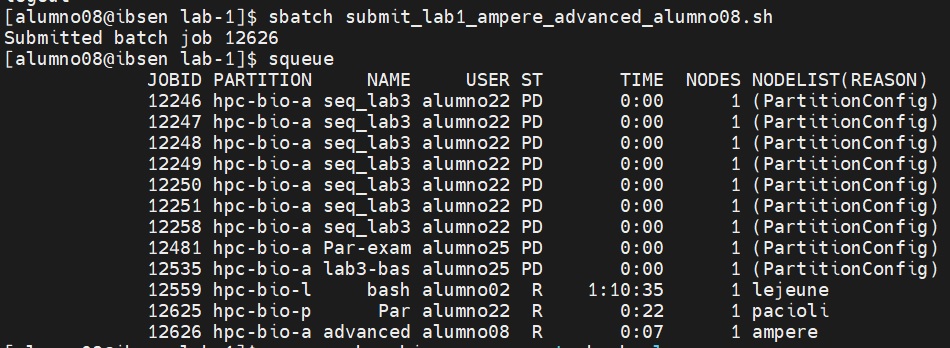 logout
[alumno08@ibsen lab-1]$ sbatch submit_lab1_ampere_advanced_alumno08.sh
Submitted batch job 12626
[alumno08@ibsen lab-1]$ squeue
JOBID PARTITION NAME USER ST TIME NODES NODELIST(REASON)
12246 hpc-bio-a seq_lab3 alumno22 PD 0:00 1 (PartitionConfig)
12247 hpc-bio-a seq_lab3 alumno22 PD 0:00 1 (PartitionConfig)
12248 hpc-bio-a seq_lab3 alumno22 PD 0:00 1 (PartitionConfig)
12249 hpc-bio-a seq_lab3 alumno22 PD 0:00 1 (PartitionConfig)
12250 hpc-bio-a seq_lab3 alumno22 PD 0:00 1 (PartitionConfig)
12251 hpc-bio-a seq_lab3 alumno22 PD 0:00 1 (PartitionConfig)
12258 hpc-bio-a seq_lab3 alumno22 PD 0:00 1 (PartitionConfig)
12481 hpc-bio-a Par-exam alumno25 PD 0:00 1 (PartitionConfig)
12535 hpc-bio-a lab3-bas alumno25 PD 0:00 1 (PartitionConfig)
12559 hpc-bio-l bash alumno02 R 1:10:35 1 lejeune
12625 hpc-bio-p Par alumno22 R 0:22 1 pacioli
12626 hpc-bio-a advanced alumno08 R 0:07 1 ampere